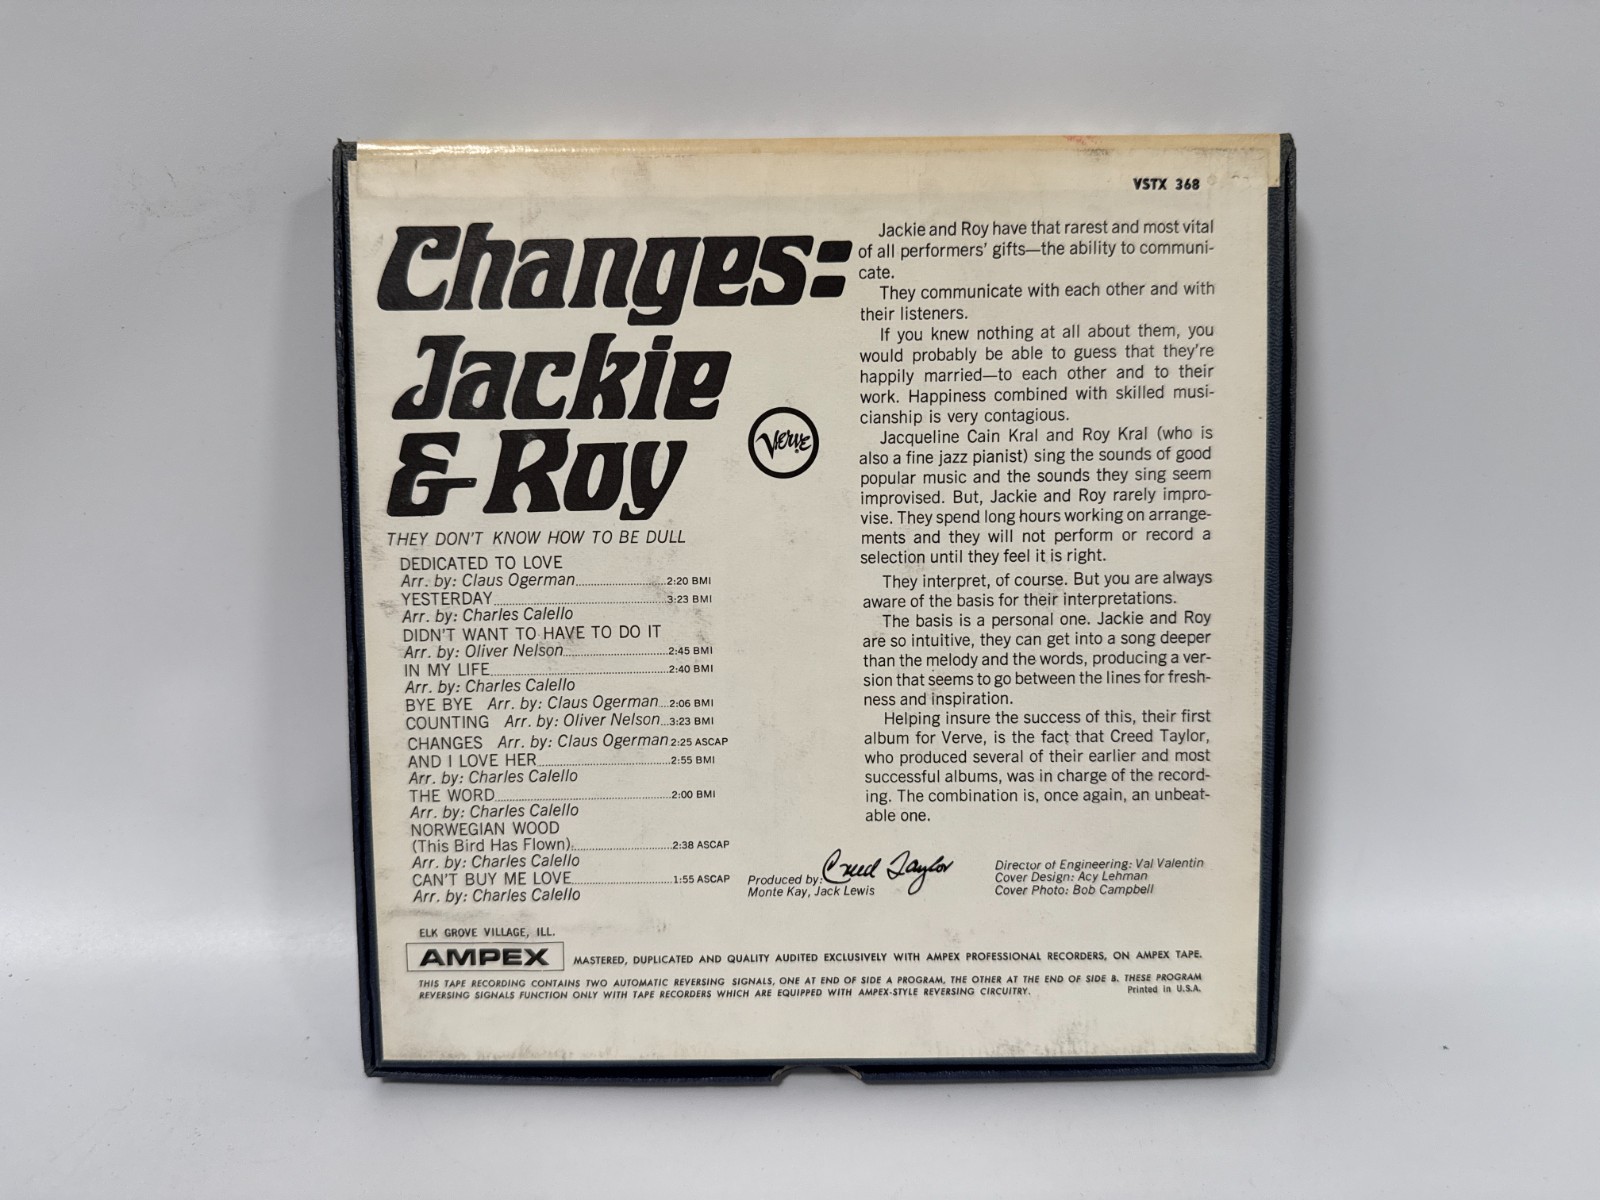 VSTX 368
Changes:
Jackie
& Roy
Verve
THEY DON'T KNOW HOW TO BE DULL
DEDICATED TO LOVE
Arr. by: Claus Ogerman 2:20 BMI
YESTERDAY 3:23 BMI
Arr. by: Charles Calello
DIDN'T WANT TO HAVE TO DO IT
Arr. by: Oliver Nelson 2:45 BMI
IN MY LIFE 2:40 BMI
Arr. by: Charles Calello
BYE BYE Arr. by: Claus Ogerman 2:06 BMI
COUNTING Arr. by: Oliver Nelson 3:23 BMI
CHANGES Arr. by: Claus Ogerman 2:25 ASCAP
AND I LOVE HER 2:55 BMI
Arr. by: Charles Calello
THE WORD 2:00 BMI
Arr. by: Charles Calello
NORWEGIAN WOOD
(This Bird Has Flown) 2:38 ASCAP
Arr. by: Charles Calello
CAN'T BUY ME LOVE 1:55 ASCAP
Arr. by: Charles Calello
Jackie and Roy have that rarest and most vital
of all performers' gifts—the ability to communi-
cate.
They communicate with each other and with
their listeners.
If you knew nothing at all about them, you
would probably be able to guess that they're
happily married—to each other and to their
work. Happiness combined with skilled musi-
cianship is very contagious.
Jacqueline Cain Kral and Roy Kral (who is
also a fine jazz pianist) sing the sounds of good
popular music and the sounds they sing seem
improvised. But, Jackie and Roy rarely impro-
vise. They spend long hours working on arrange-
ments and they will not perform or record a
selection until they feel it is right.
They interpret, of course. But you are always
aware of the basis for their interpretations.
The basis is a personal one. Jackie and Roy
are so intuitive, they can get into a song deeper
than the melody and the words, producing a ver-
sion that seems to go between the lines for fresh-
ness and inspiration.
Helping insure the success of this, their first
album for Verve, is the fact that Creed Taylor,
who produced several of their earlier and most
successful albums, was in charge of the record-
ing. The combination is, once again, an unbeat-
able one.
Produced by: Creed Taylor
Monte Kay, Jack Lewis
Director of Engineering: Val Valentin
Cover Design: Acy Lehman
Cover Photo: Bob Campbell
ELK GROVE VILLAGE, ILL.
AMPEX MASTERED, DUPLICATED AND QUALITY AUDITED EXCLUSIVELY WITH AMPEX PROFESSIONAL RECORDERS, ON AMPEX TAPE.
THIS TAPE RECORDING CONTAINS TWO AUTOMATIC REVERSING SIGNALS, ONE AT END OF SIDE A PROGRAM, THE OTHER AT THE END OF SIDE B. THESE PROGRAM
REVERSING SIGNALS FUNCTION ONLY WITH TAPE RECORDERS WHICH ARE EQUIPPED WITH AMPEX-STYLE REVERSING CIRCUITRY. Printed in U.S.A.